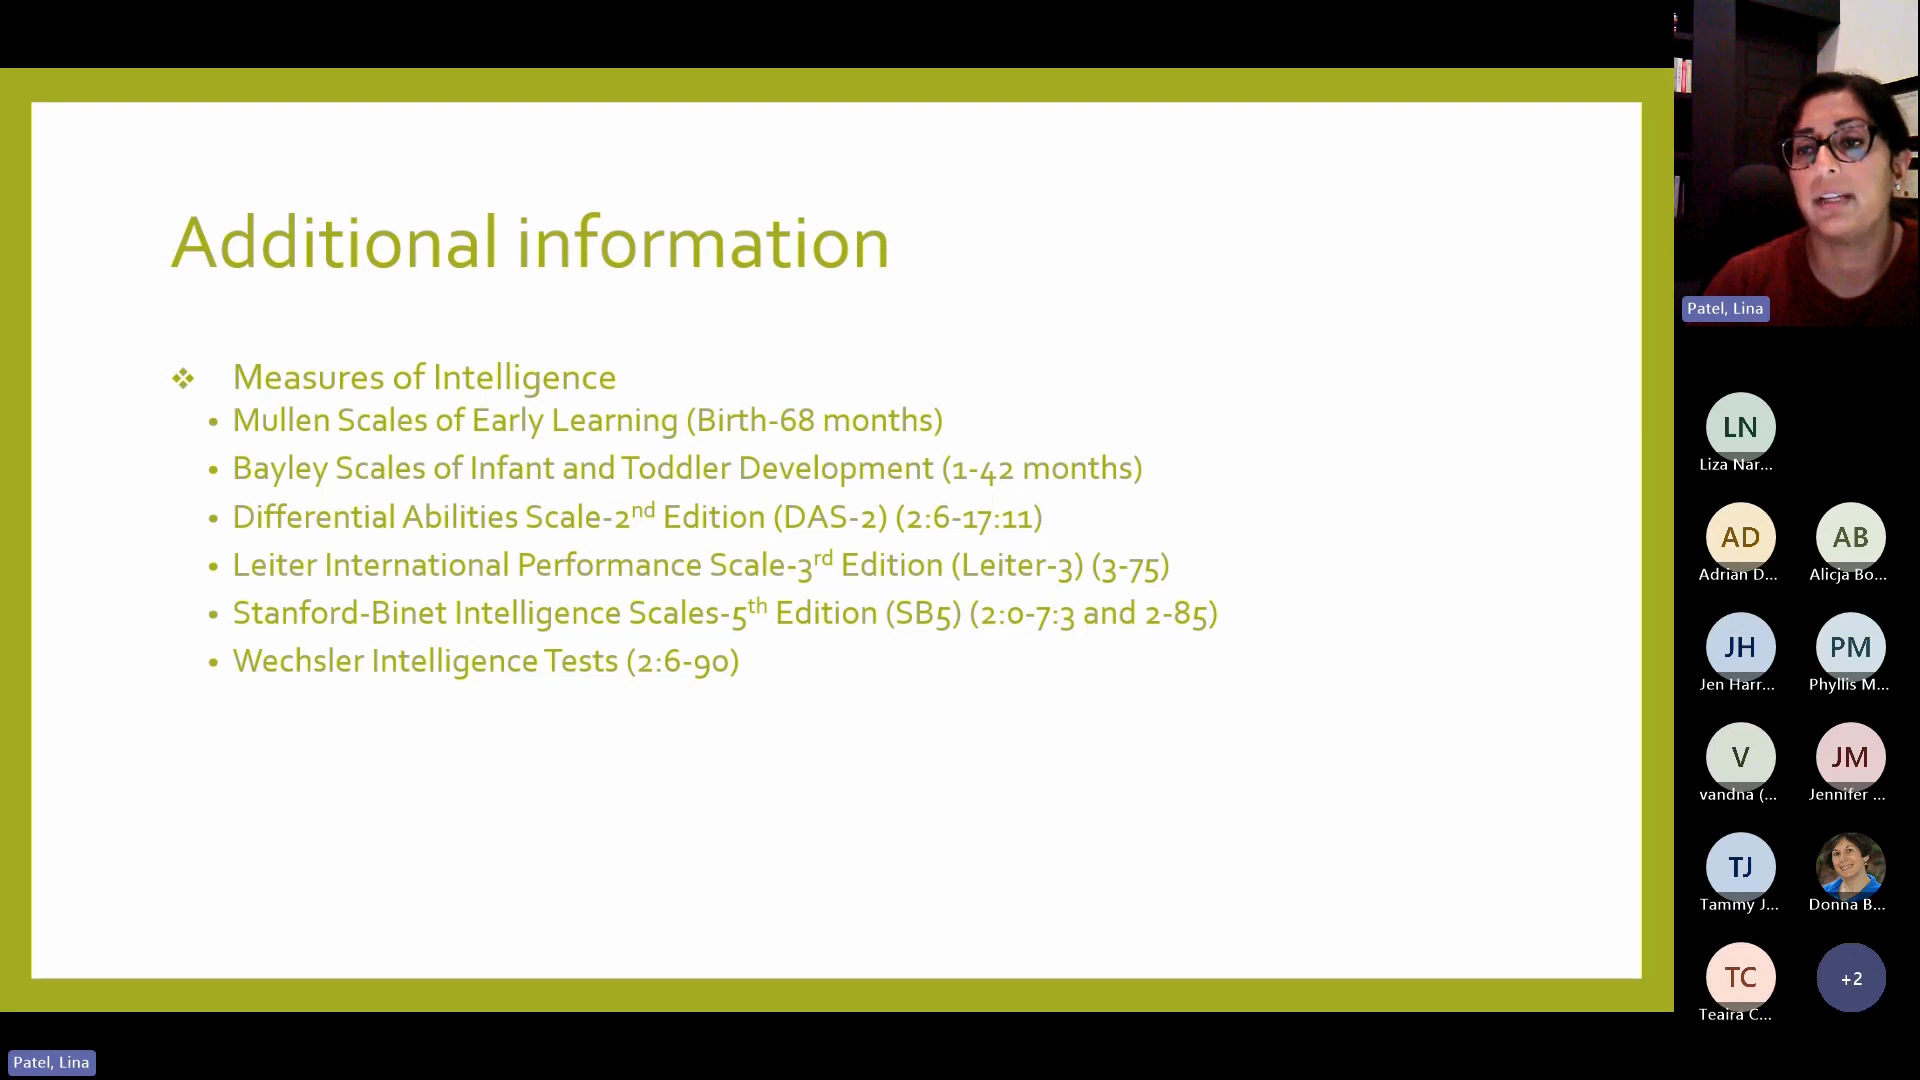 Additional information
❖ Measures of Intelligence
• Mullen Scales of Early Learning (Birth-68 months)
• Bayley Scales of Infant and Toddler Development (1-42 months)
• Differential Abilities Scale-2nd Edition (DAS-2) (2:6-17:11)
• Leiter International Performance Scale-3rd Edition (Leiter-3) (3-75)
• Stanford-Binet Intelligence Scales-5th Edition (SB5) (2:0-7:3 and 2-85)
• Wechsler Intelligence Tests (2:6-90)
Patel, Lina
LN
Liza Nar...
AD AB
Adrian D... Alicja Bo...
JH PM
Jen Harr... Phyllis M...
V JM
vandna (... Jennifer ...
TJ
Tammy J... Donna B...
TC +2
Teaira C...
Patel, Lina